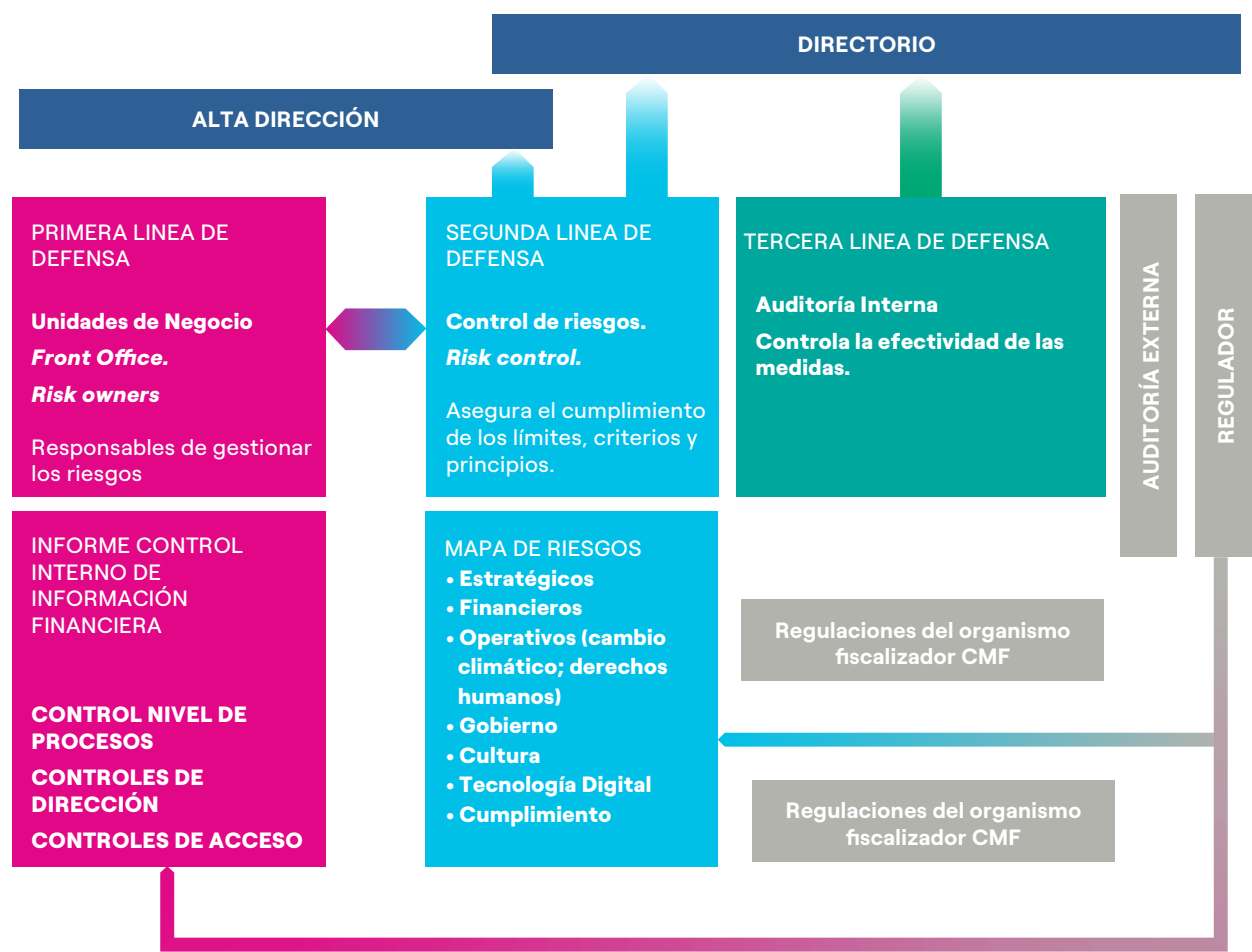 DIRECTORIO
ALTA DIRECCIÓN
PRIMERA LINEA DE
DEFENSA
Unidades de Negocio
Front Office.
Risk owners
Responsables de gestionar
los riesgos
SEGUNDA LINEA DE
DEFENSA
Control de riesgos.
Risk control.
Asegura el cumplimiento
de los límites, criterios y
principios.
TERCERA LINEA DE DEFENSA
Auditoría Interna
Controla la efectividad de las
medidas.
AUDITORÍA EXTERNA
REGULADOR
INFORME CONTROL
INTERNO DE
INFORMACIÓN
FINANCIERA
CONTROL NIVEL DE
PROCESOS
CONTROLES DE
DIRECCIÓN
CONTROLES DE ACCESO
MAPA DE RIESGOS
• Estratégicos
• Financieros
• Operativos (cambio
climático; derechos
humanos)
• Gobierno
• Cultura
• Tecnología Digital
• Cumplimiento
Regulaciones del organismo
fiscalizador CMF
Regulaciones del organismo
fiscalizador CMF